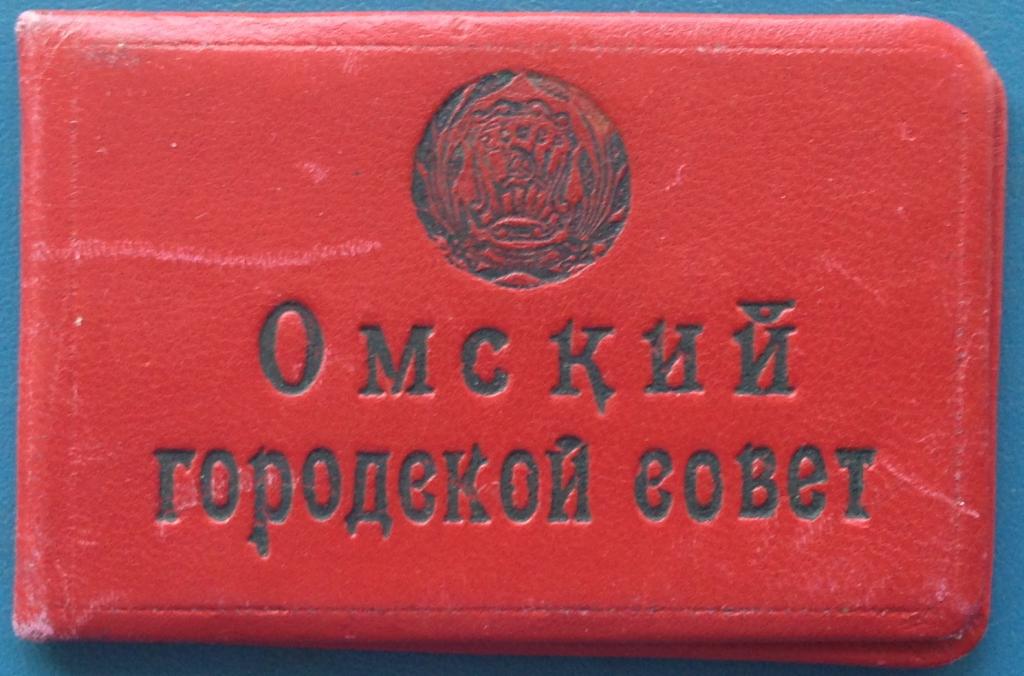 Омский
городской совет